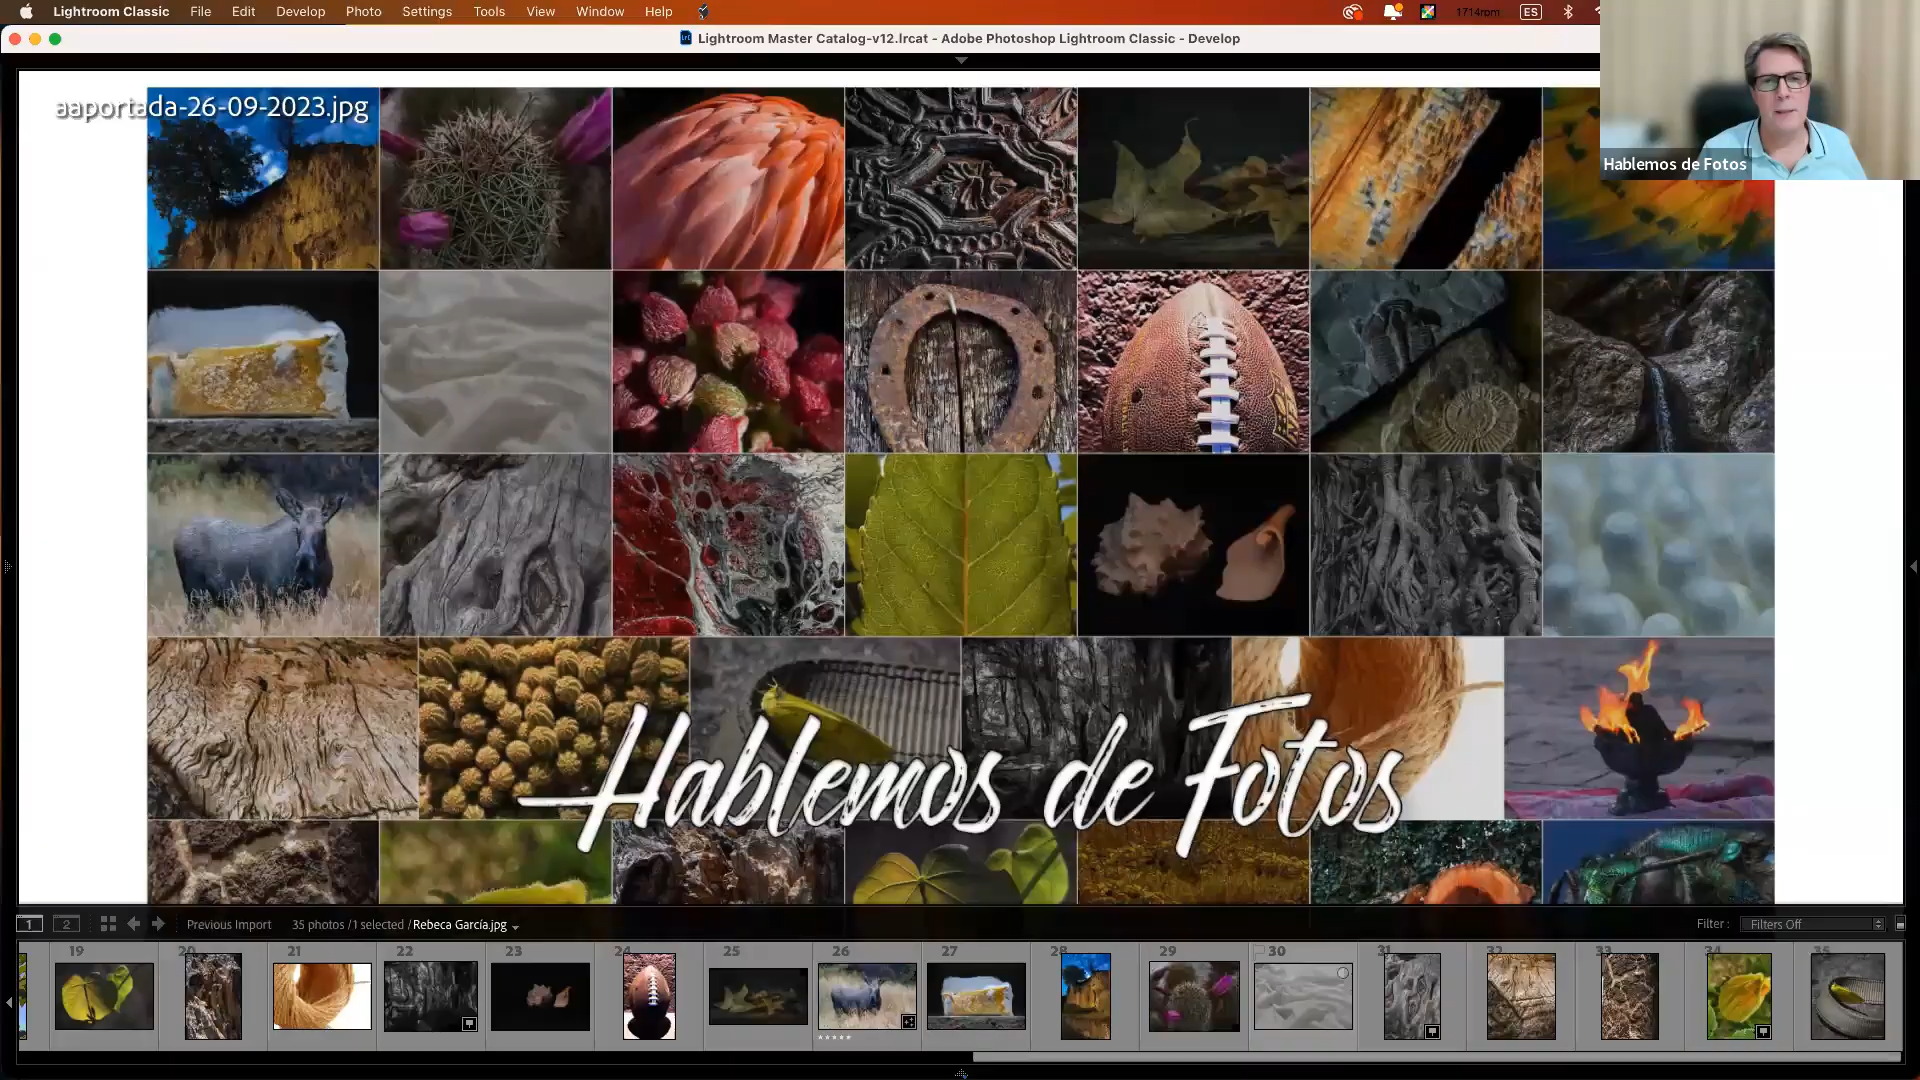 Lightroom Classic File Edit Develop Photo Settings Tools View Window Help
1714rpm ES
Lightroom Master Catalog-v12.lrcat - Adobe Photoshop Lightroom Classic - Develop
aaportada-26-09-2023.jpg
Hablemos de Fotos
Hablemos de Fotos
1 2 Previous Import 35 photos / 1 selected / Rebeca García.jpg Filter : Filters Off
19 20 21 22 23 24 25 26 27 28 29 30 31 32 33 34 35